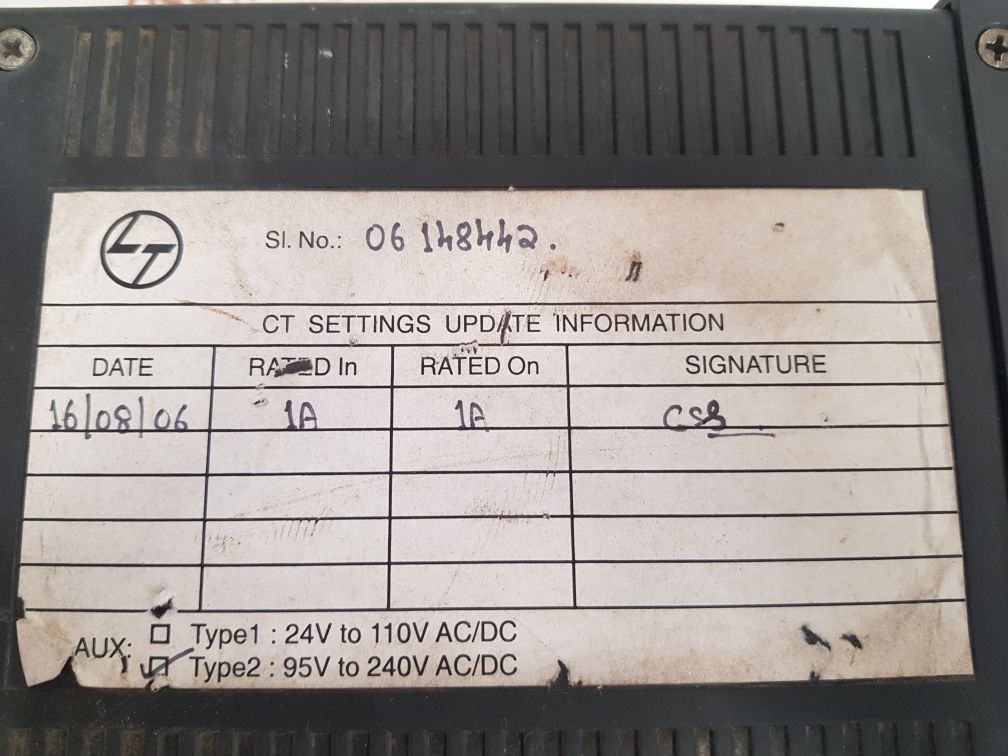 LT
Sl. No.: 06 148442.
CT SETTINGS UPDATE INFORMATION
DATE RATED In RATED On SIGNATURE
16/08/06 1A 1A CSS
AUX: ☐ Type1 : 24V to 110V AC/DC
☑ Type2 : 95V to 240V AC/DC